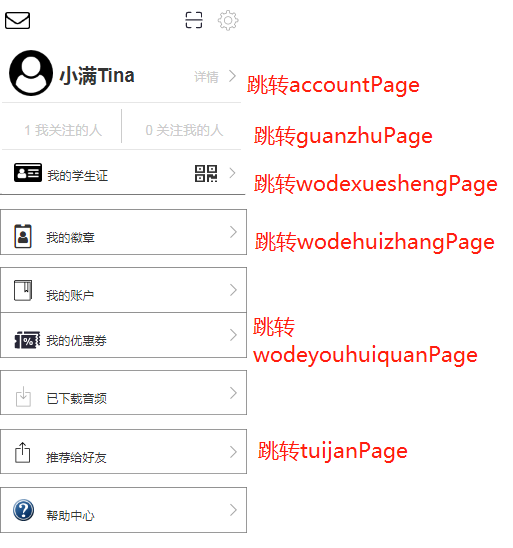 小满Tina
详情
跳转accountPage
1 我关注的人
0 关注我的人
跳转guanzhuPage
我的学生证
跳转wodexueshengPage
我的徽章
跳转wodehuizhangPage
我的账户
跳转
我的优惠券
wodeyouhuiquanPage
已下载音频
推荐给好友
跳转tuijanPage
?
帮助中心